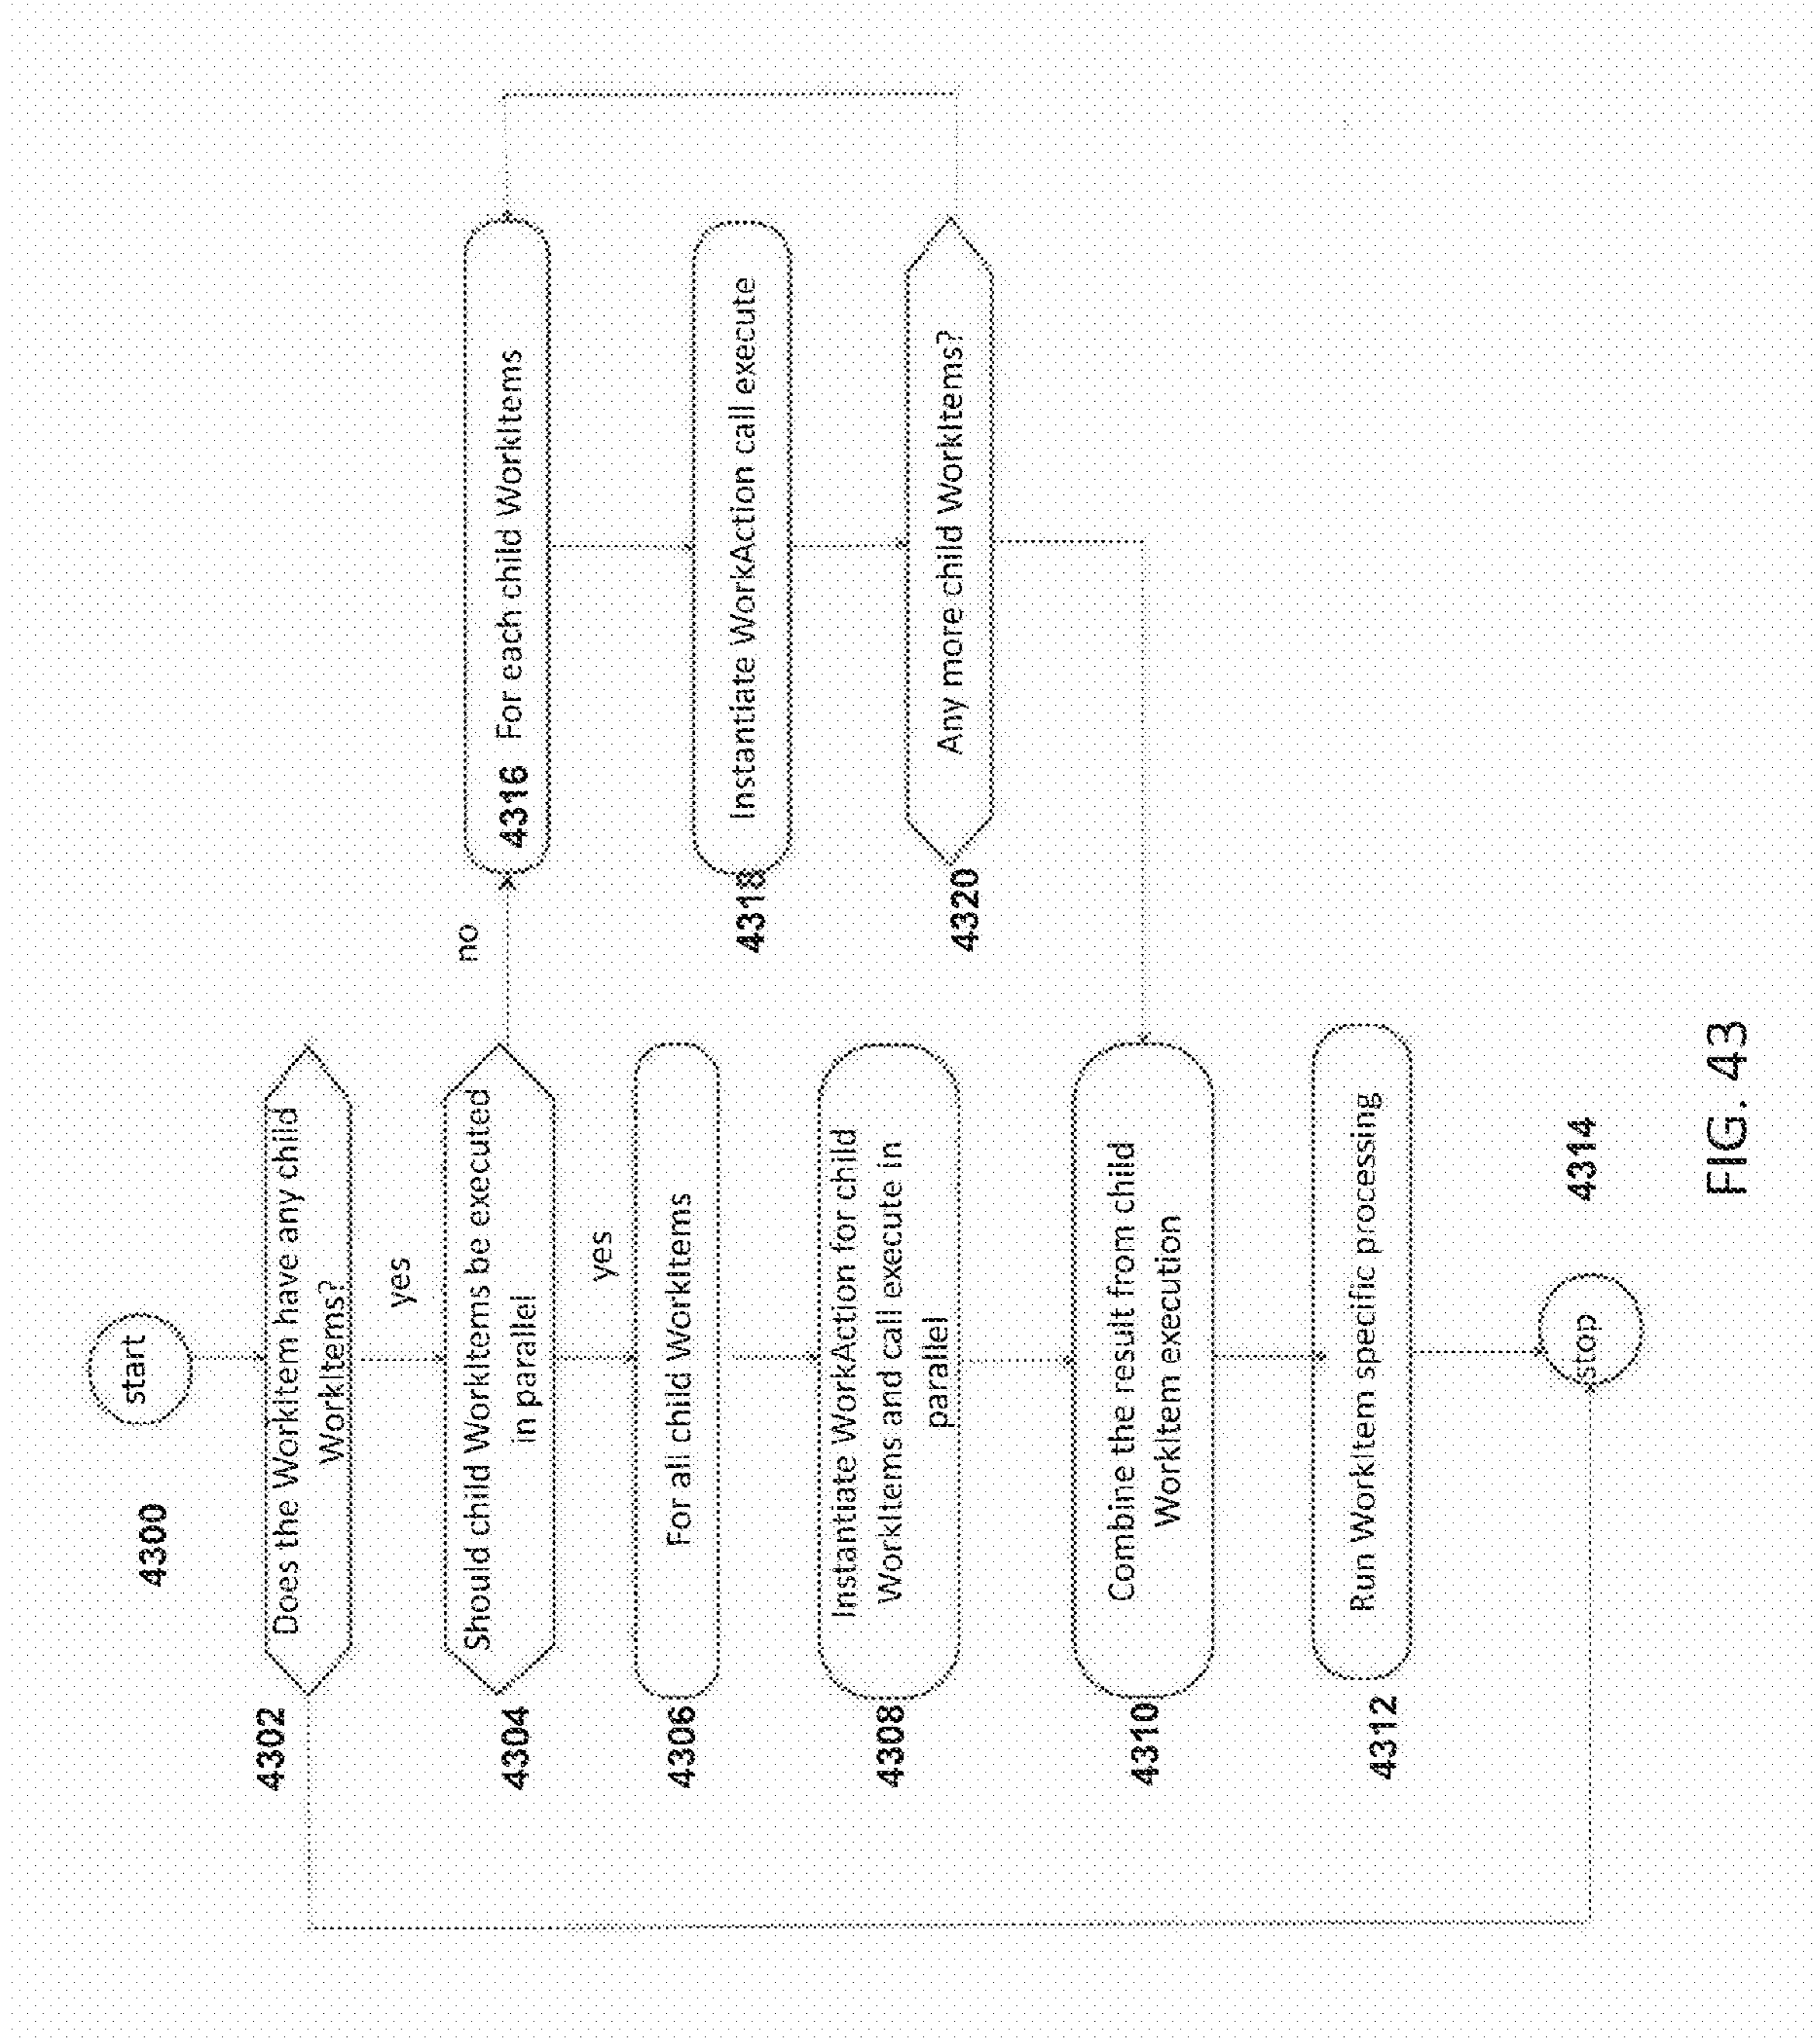 4300
start
4302
Does the WorkItem have any child
WorkItems?
yes
4304
Should child WorkItems be executed
in parallel
no
yes
4306
For all child WorkItems
4308
Instantiate WorkAction for child
WorkItems and call execute in
parallel
4310
Combine the result from child
WorkItem execution
4312
Run WorkItem specific processing
stop
4314
4316 For each child WorkItems
4318
Instantiate WorkAction call execute
4320
Any more child WorkItems?
FIG. 43